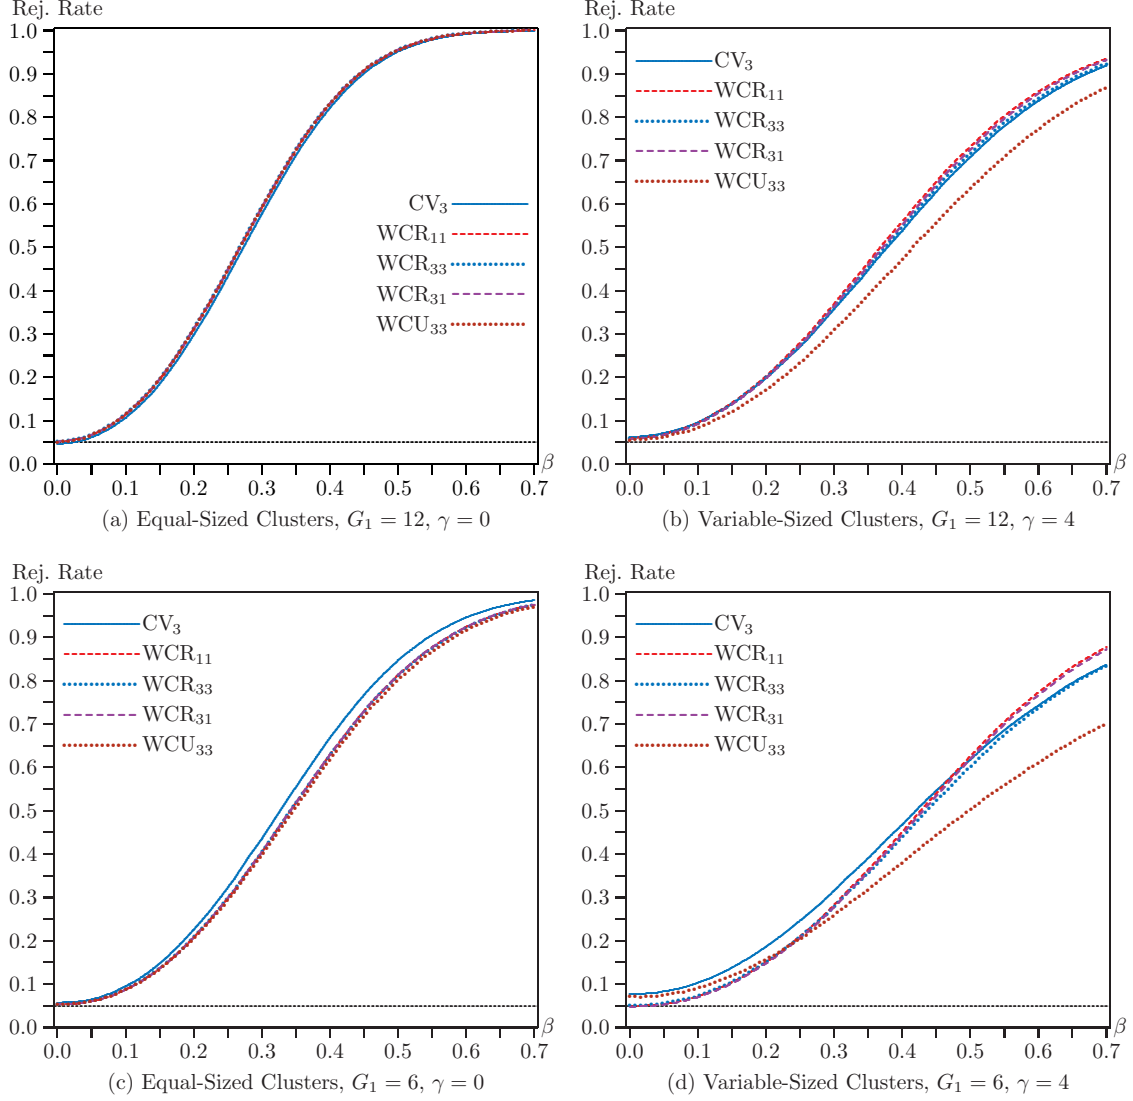 Rej. Rate
1.0
0.9
0.8
0.7
0.6
0.5
0.4
0.3
0.2
0.1
0.0
CV₃
WCR₁₁
WCR₃₃
WCR₃₁
WCU₃₃
β
0.0 0.1 0.2 0.3 0.4 0.5 0.6 0.7
(a) Equal-Sized Clusters, G₁ = 12, γ = 0
Rej. Rate
1.0
0.9
0.8
0.7
0.6
0.5
0.4
0.3
0.2
0.1
0.0
CV₃
WCR₁₁
WCR₃₃
WCR₃₁
WCU₃₃
β
0.0 0.1 0.2 0.3 0.4 0.5 0.6 0.7
(b) Variable-Sized Clusters, G₁ = 12, γ = 4
Rej. Rate
1.0
0.9
0.8
0.7
0.6
0.5
0.4
0.3
0.2
0.1
0.0
CV₃
WCR₁₁
WCR₃₃
WCR₃₁
WCU₃₃
β
0.0 0.1 0.2 0.3 0.4 0.5 0.6 0.7
(c) Equal-Sized Clusters, G₁ = 6, γ = 0
Rej. Rate
1.0
0.9
0.8
0.7
0.6
0.5
0.4
0.3
0.2
0.1
0.0
CV₃
WCR₁₁
WCR₃₃
WCR₃₁
WCU₃₃
β
0.0 0.1 0.2 0.3 0.4 0.5 0.6 0.7
(d) Variable-Sized Clusters, G₁ = 6, γ = 4